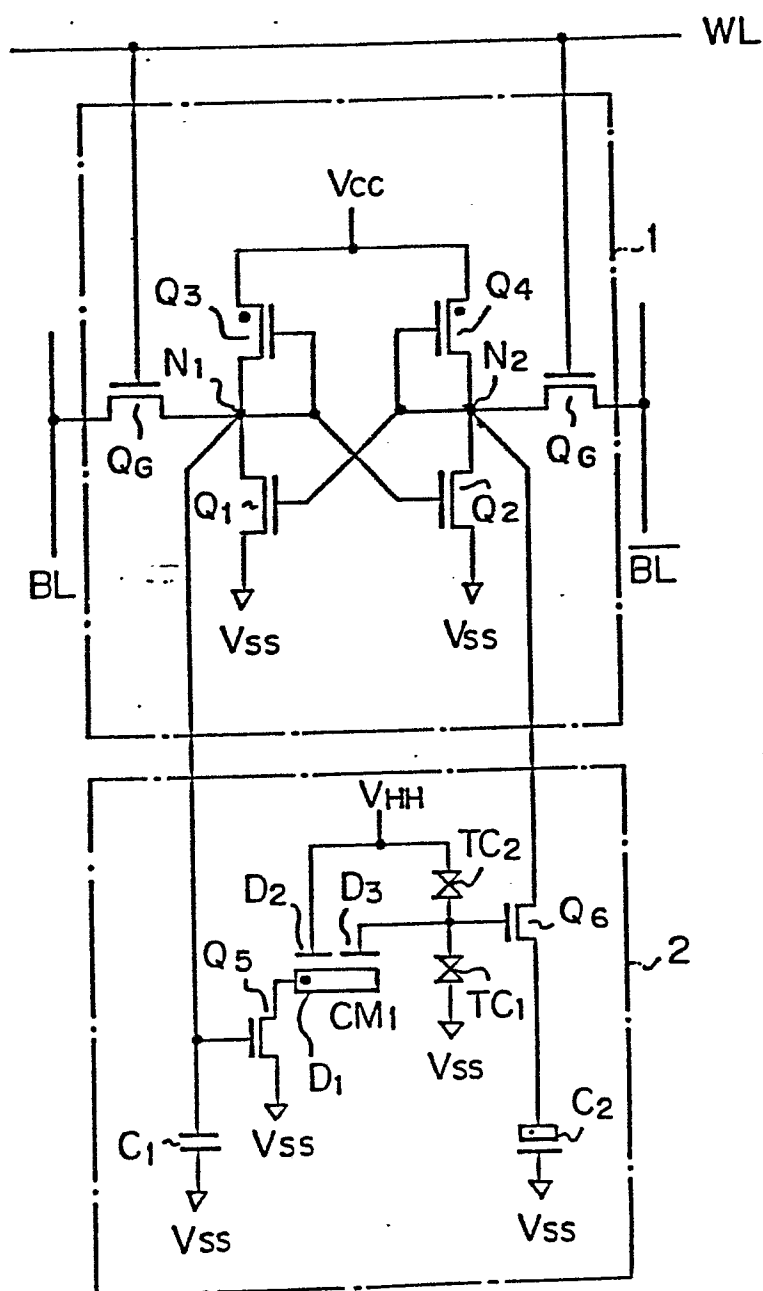 WL
Vcc
1
Q3
Q4
N1
N2
QG
QG
Q1
Q2
BL
BL
Vss
Vss
VHH
TC2
D2
D3
Q6
Q5
2
CM1
TC1
D1
Vss
C2
C1
Vss
Vss
Vss